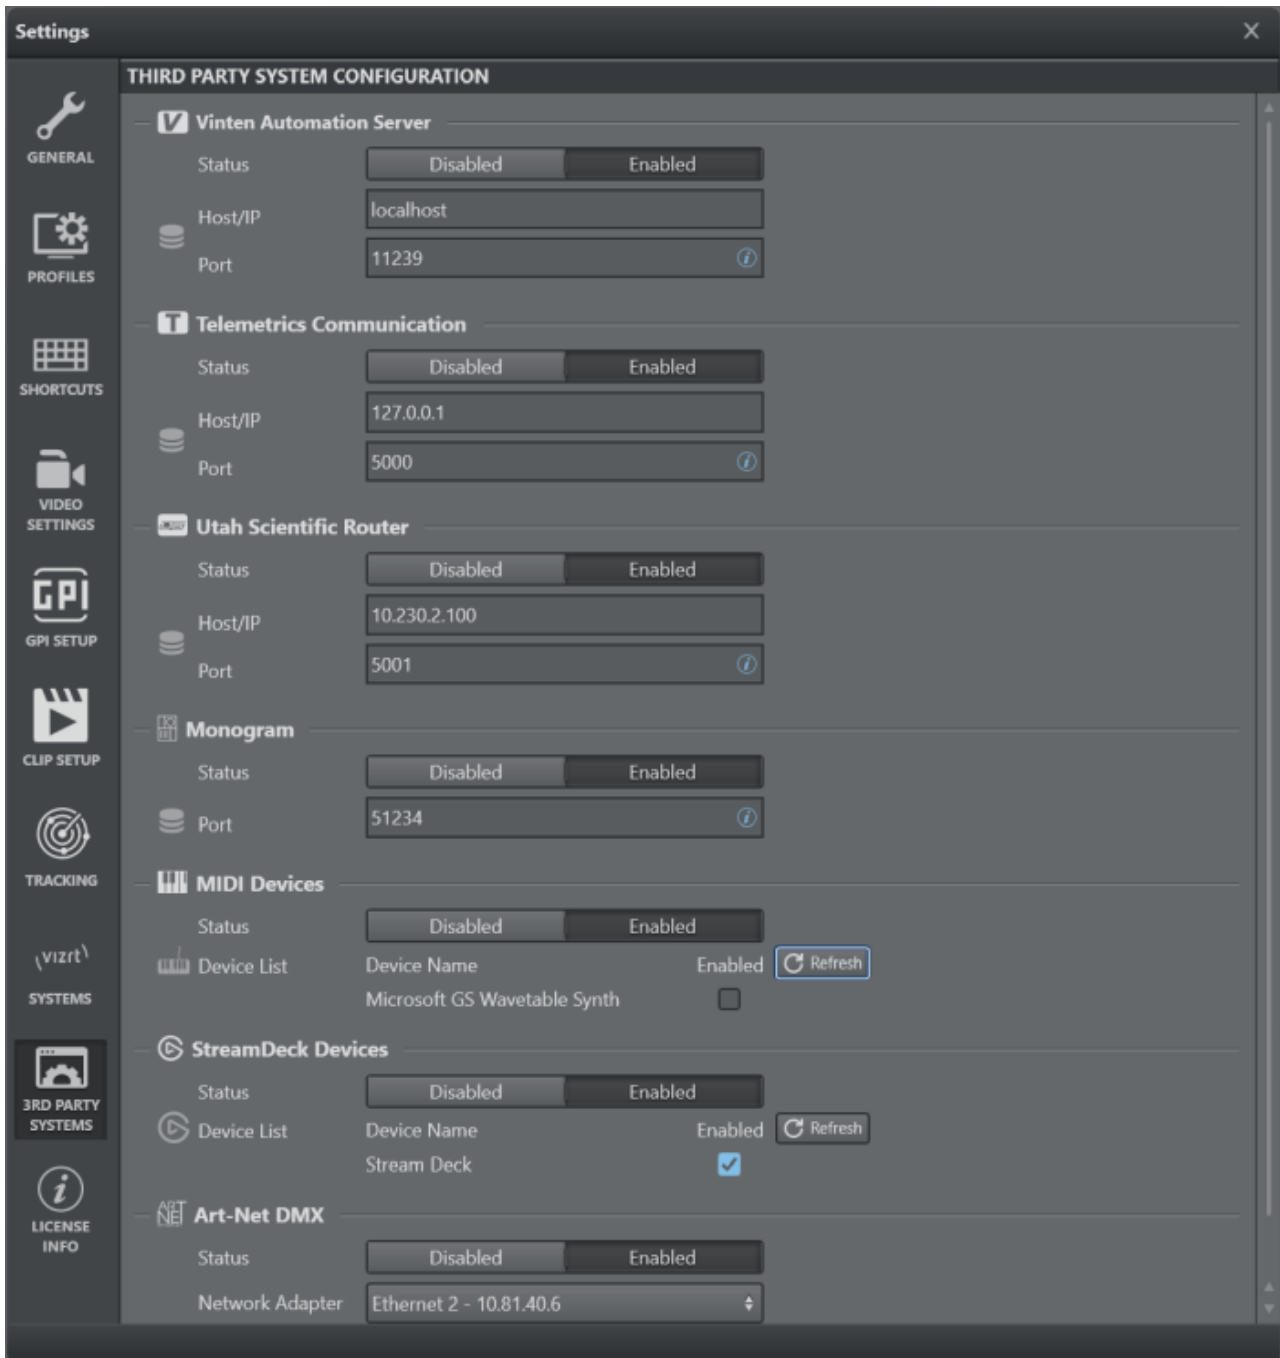 Settings
THIRD PARTY SYSTEM CONFIGURATION
GENERAL
PROFILES
SHORTCUTS
VIDEO
SETTINGS
GPI
GPI SETUP
CLIP SETUP
TRACKING
vizrt
SYSTEMS
3RD PARTY
SYSTEMS
LICENSE
INFO
V Vinten Automation Server
Status Disabled Enabled
Host/IP localhost
Port 11239
T Telemetrics Communication
Status Disabled Enabled
Host/IP 127.0.0.1
Port 5000
Utah Scientific Router
Status Disabled Enabled
Host/IP 10.230.2.100
Port 5001
Monogram
Status Disabled Enabled
Port 51234
MIDI Devices
Status Disabled Enabled
Device List Device Name Enabled Refresh
Microsoft GS Wavetable Synth
StreamDeck Devices
Status Disabled Enabled
Device List Device Name Enabled Refresh
Stream Deck
ART
NET
Art-Net DMX
Status Disabled Enabled
Network Adapter Ethernet 2 - 10.81.40.6